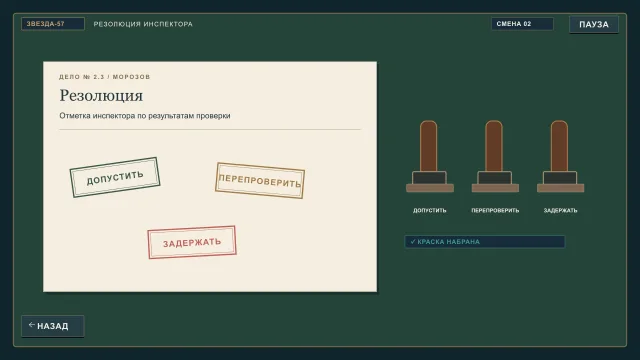 ЗВЕЗДА-57
РЕЗОЛЮЦИЯ ИНСПЕКТОРА
СМЕНА 02
ПАУЗА
ДЕЛО № 2.3 / МОРОЗОВ
Резолюция
Отметка инспектора по результатам проверки
ДОПУСТИТЬ
ПЕРЕПРОВЕРИТЬ
ЗАДЕРЖАТЬ
ДОПУСТИТЬ
ПЕРЕПРОВЕРИТЬ
ЗАДЕРЖАТЬ
✓ КРАСКА НАБРАНА
← НАЗАД